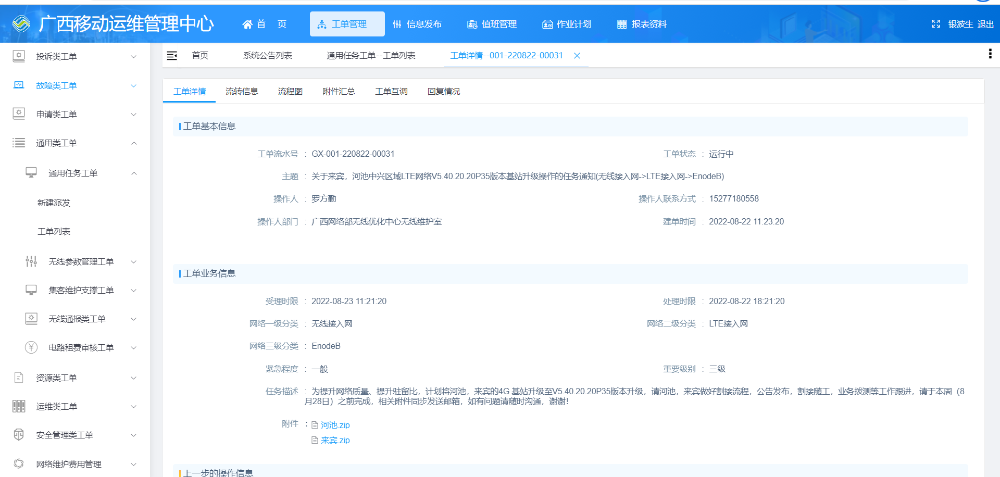 广西移动运维管理中心
首 页
工单管理
信息发布
值班管理
作业计划
报表资料
银波生 退出
首页
系统公告列表
通用任务工单--工单列表
工单详情--001-220822-00031
投诉类工单
故障类工单
申请类工单
通用类工单
通用任务工单
新建派发
工单列表
无线参数管理工单
集客维护支撑工单
无线通报类工单
电路租费审核工单
资源类工单
运维类工单
安全管理类工单
网络维护费用管理
工单详情
流转信息
流程图
附件汇总
工单互调
回复情况
工单基本信息
工单流水号 : GX-001-220822-00031
工单状态 : 运行中
主题 : 关于来宾，河池中兴区域LTE网络V5.40.20.20P35版本基站升级操作的任务通知(无线接入网->LTE接入网->EnodeB)
操作人 : 罗方勤
操作人联系方式 : 15277180558
操作人部门 : 广西网络部无线优化中心无线维护室
建单时间 : 2022-08-22 11:23:20
工单业务信息
受理时限 : 2022-08-23 11:21:20
处理时限 : 2022-08-22 18:21:20
网络一级分类 : 无线接入网
网络二级分类 : LTE接入网
网络三级分类 : EnodeB
紧急程度 : 一般
重要级别 : 三级
任务描述 : 为提升网络质量、提升驻留比，计划将河池，来宾的4G 基站升级至V5.40.20.20P35版本升级，请河池，来宾做好割接流程，公告发布，割接随工，业务拨测等工作跟进，请于本周（8
月28日）之前完成，相关附件同步发送邮箱，如有问题请随时沟通，谢谢！
附件 : 河池.zip
来宾.zip
上一步的操作信息